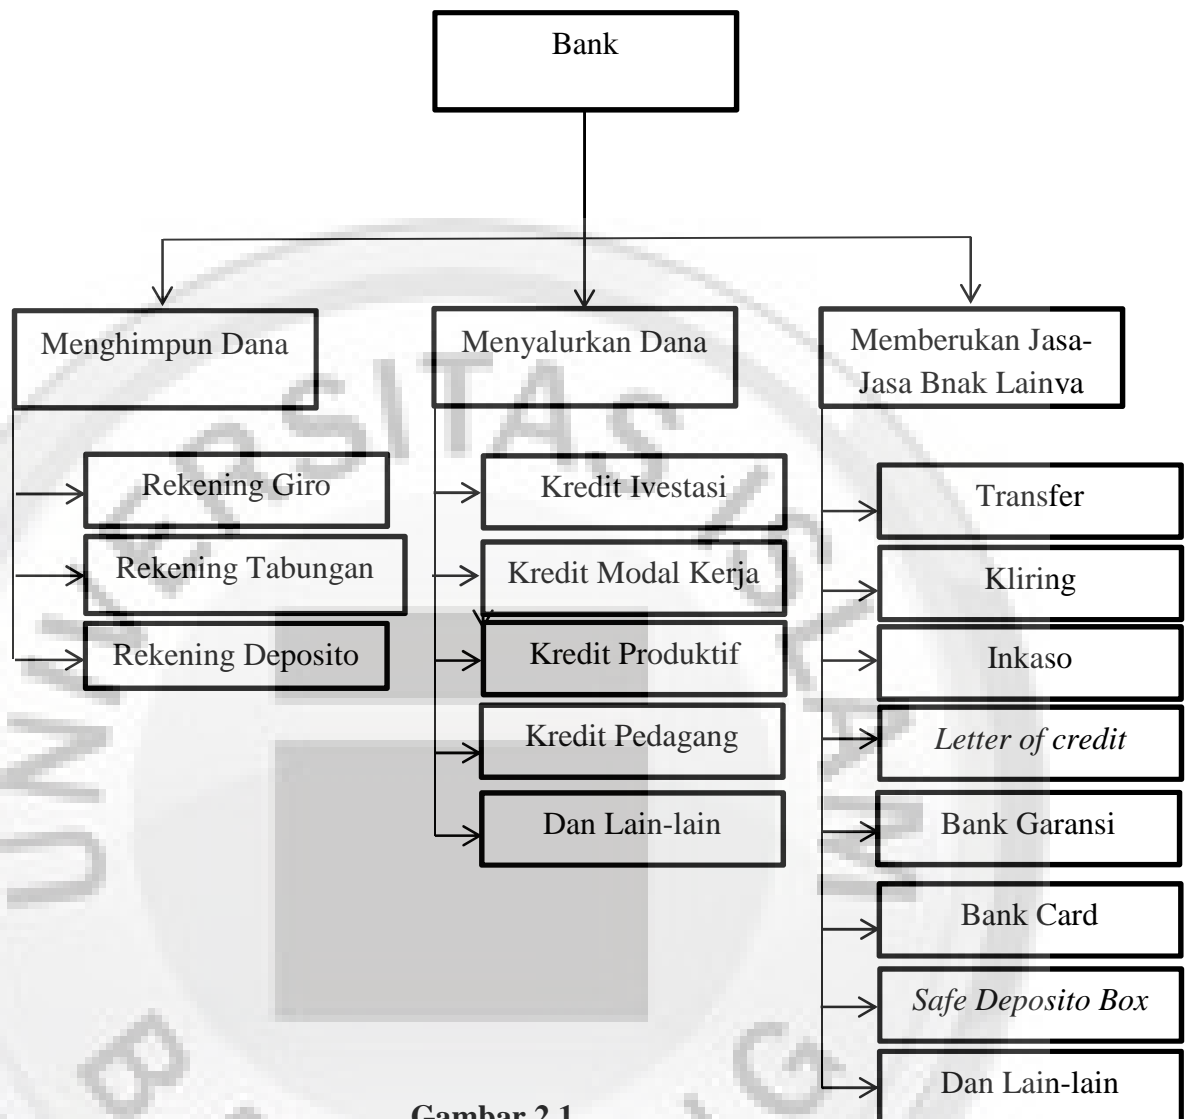 Bank
Menghimpun Dana
Menyalurkan Dana
Memberukan Jasa-
Jasa Bnak Lainya
Rekening Giro
Rekening Tabungan
Rekening Deposito
Kredit Ivestasi
Kredit Modal Kerja
Kredit Produktif
Kredit Pedagang
Dan Lain-lain
Transfer
Kliring
Inkaso
Letter of credit
Bank Garansi
Bank Card
Safe Deposito Box
Dan Lain-lain
Gambar 2.1
UNIVERSITAS ISLAM